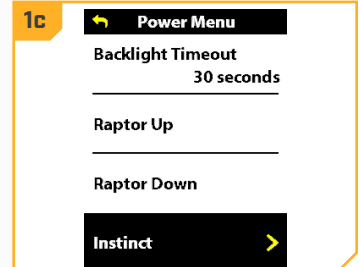 1c
Power Menu
Backlight Timeout
30 seconds
Raptor Up
Raptor Down
Instinct